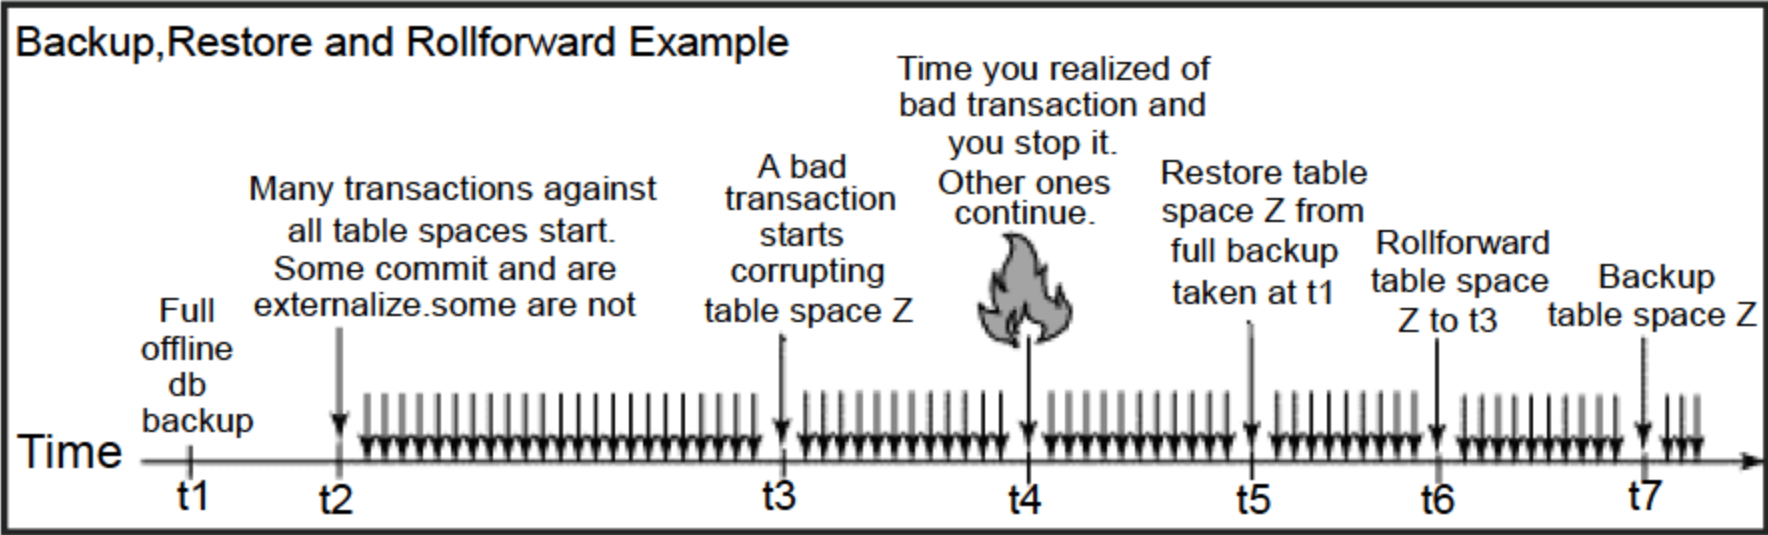 Backup,Restore and Rollforward Example
Full
offline
db
backup
Many transactions against
all table spaces start.
Some commit and are
externalize.some are not
A bad
transaction
starts
corrupting
table space Z
Time you realized of
bad transaction and
you stop it.
Other ones
continue.
Restore table
space Z from
full backup
taken at t1
Rollforward
table space
Z to t3
Backup
table space Z
Time
t1
t2
t3
t4
t5
t6
t7